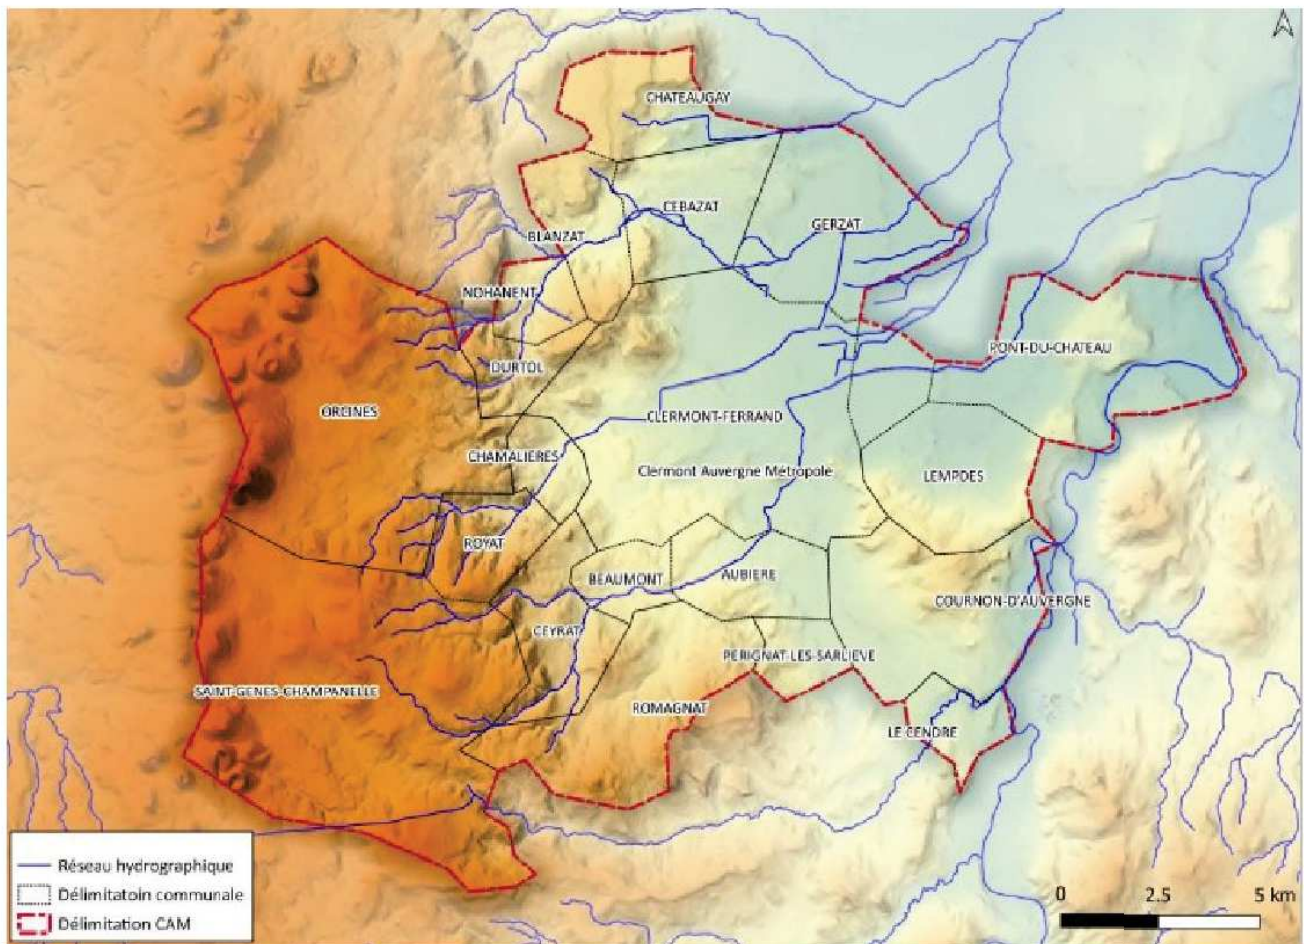 CHATEAUGAY
CEBAZAT
GERZAT
BLANZAT
NOHANENT
PONT-DU-CHATEAU
DURTOL
ORCINES
CLERMONT-FERRAND
CHAMALIERES
Clermont Auvergne Métropole
LEMPDES
ROYAT
BEAUMONT
AUBIERE
COURNON-D'AUVERGNE
CEYRAT
PERIGNAT-LES-SARLIEVE
SAINT-GENES-CHAMPANELLE
ROMAGNAT
LE CENDRE
Réseau hydrographique
Délimitatoin communale
Délimitation CAM
0 2.5 5 km